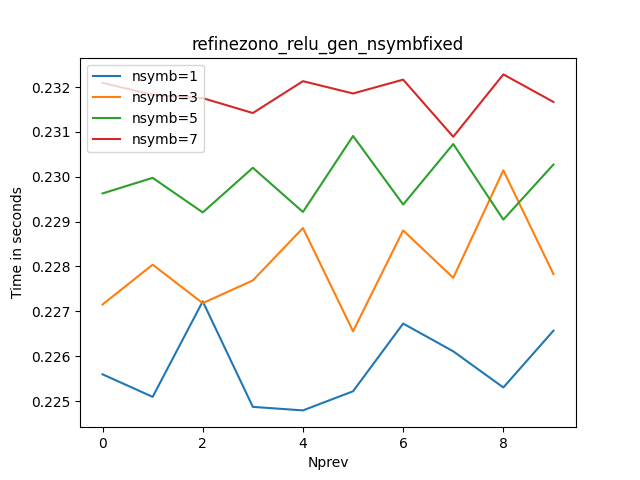 refinezono_relu_gen_nsymbfixed
nsymb=1
nsymb=3
nsymb=5
nsymb=7
Time in seconds
0.232
0.231
0.230
0.229
0.228
0.227
0.226
0.225
0 2 4 6 8
Nprev